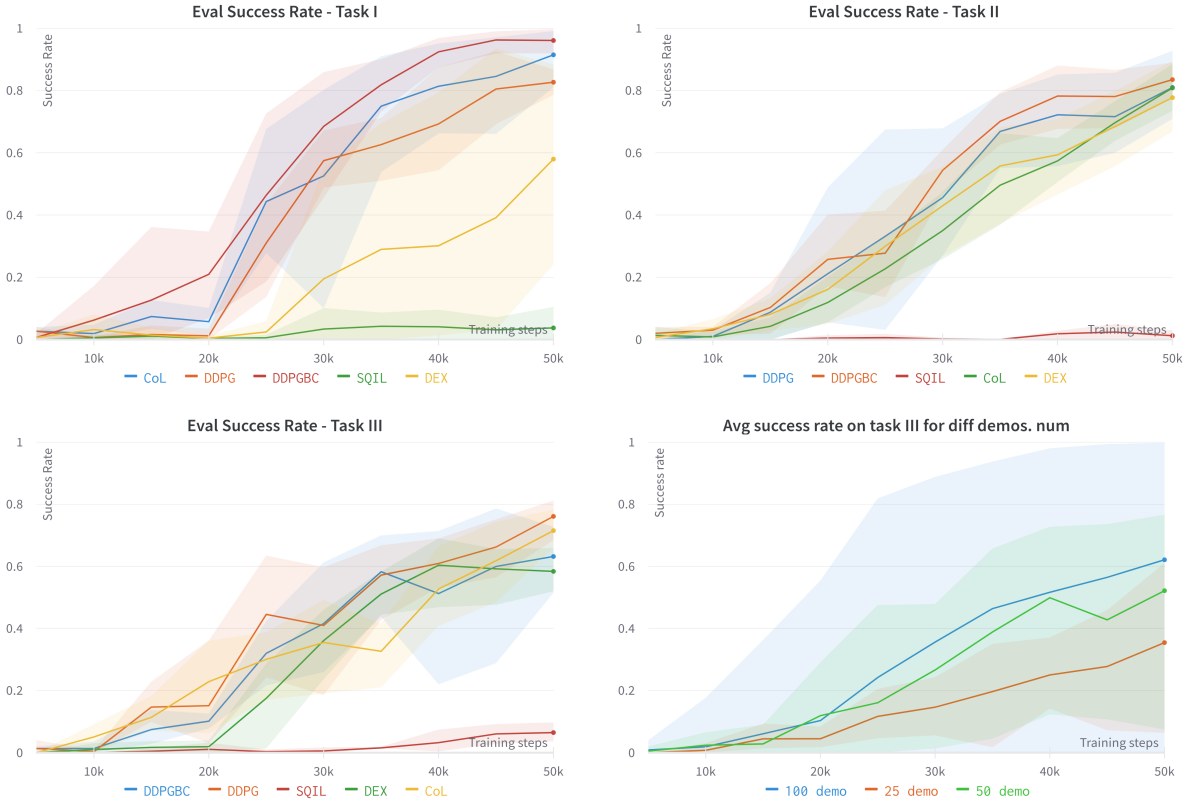 Eval Success Rate - Task I
Success Rate
1
0.8
0.6
0.4
0.2
0
Training steps
10k 20k 30k 40k 50k
CoL DDPG DDPGBC SQIL DEX
Eval Success Rate - Task II
Success Rate
1
0.8
0.6
0.4
0.2
0
Training steps
10k 20k 30k 40k 50k
DDPG DDPGBC SQIL CoL DEX
Eval Success Rate - Task III
Success Rate
1
0.8
0.6
0.4
0.2
0
Training steps
10k 20k 30k 40k 50k
DDPGBC DDPG SQIL DEX CoL
Avg success rate on task III for diff demos. num
Success rate
1
0.8
0.6
0.4
0.2
0
Training steps
10k 20k 30k 40k 50k
100 demo 25 demo 50 demo